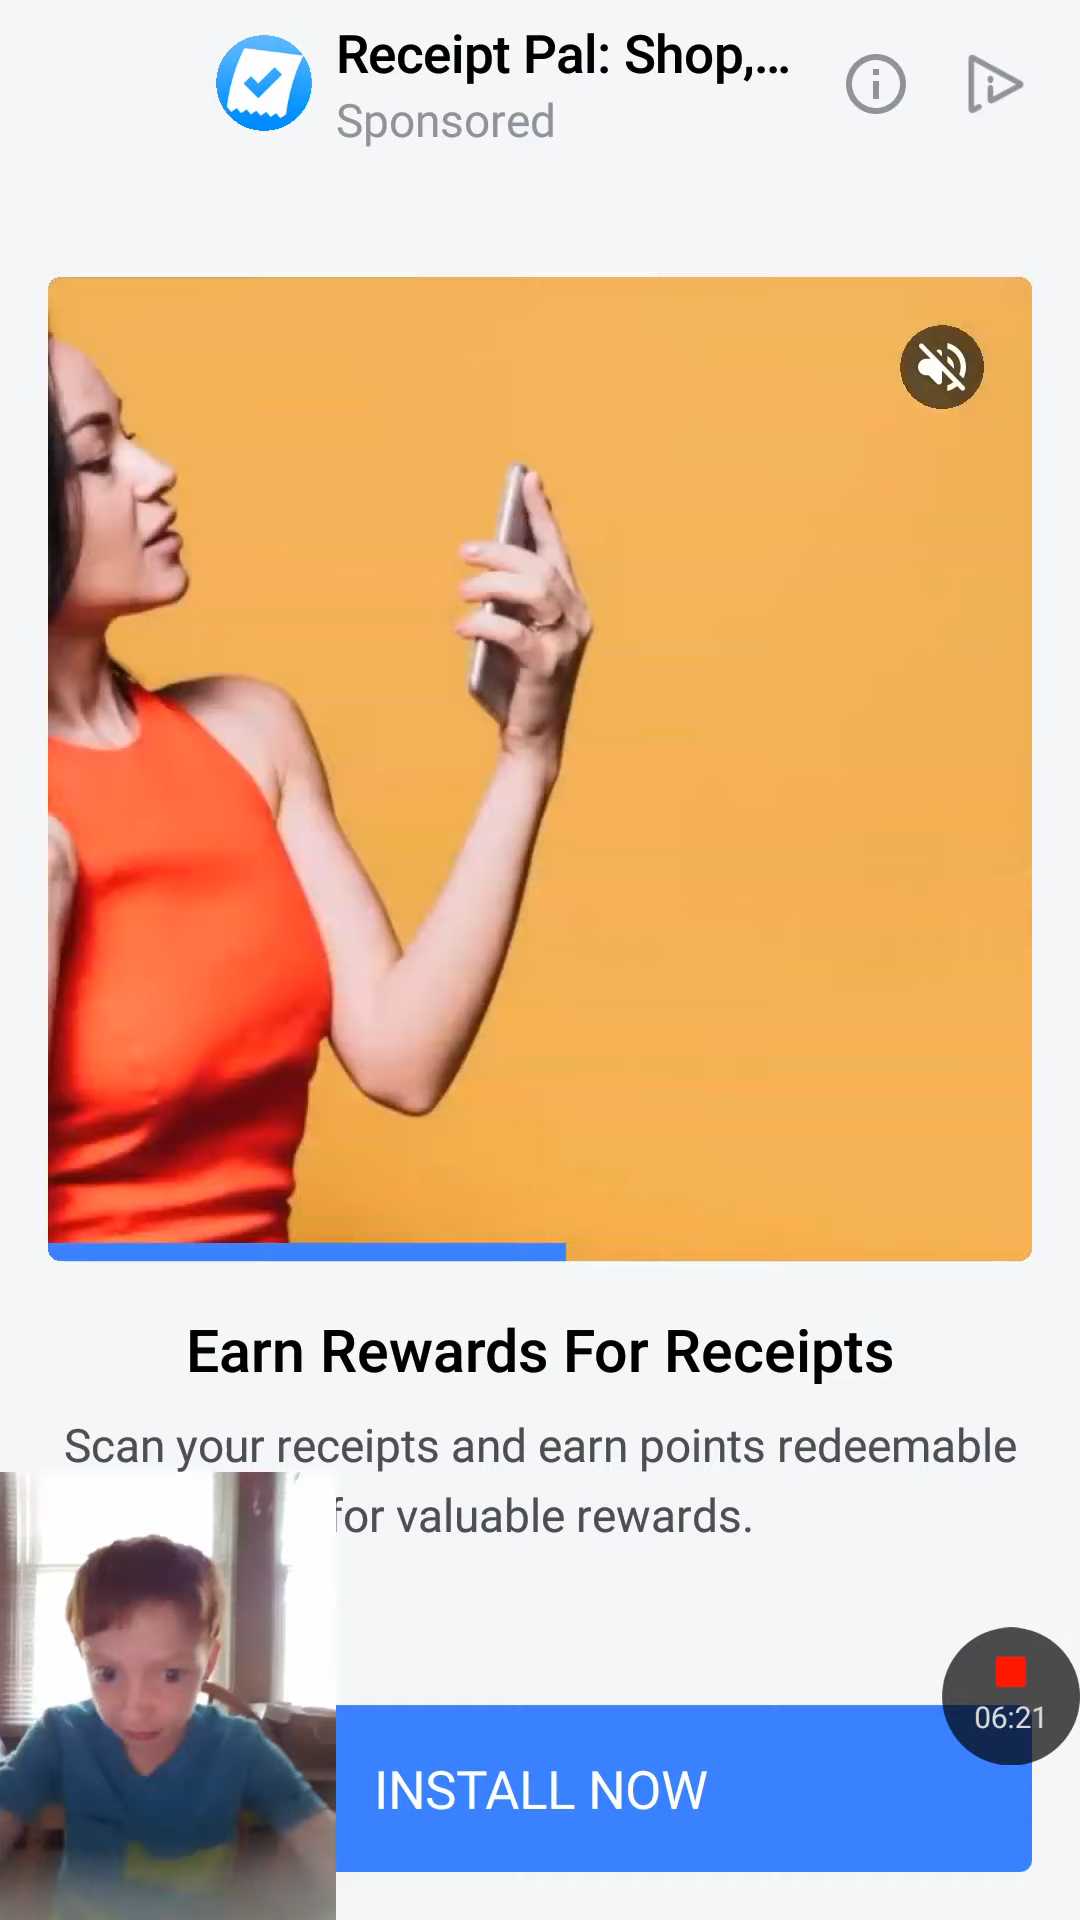 Receipt Pal: Shop,...
Sponsored
Earn Rewards For Receipts
Scan your receipts and earn points redeemable
for valuable rewards.
06:21
INSTALL NOW